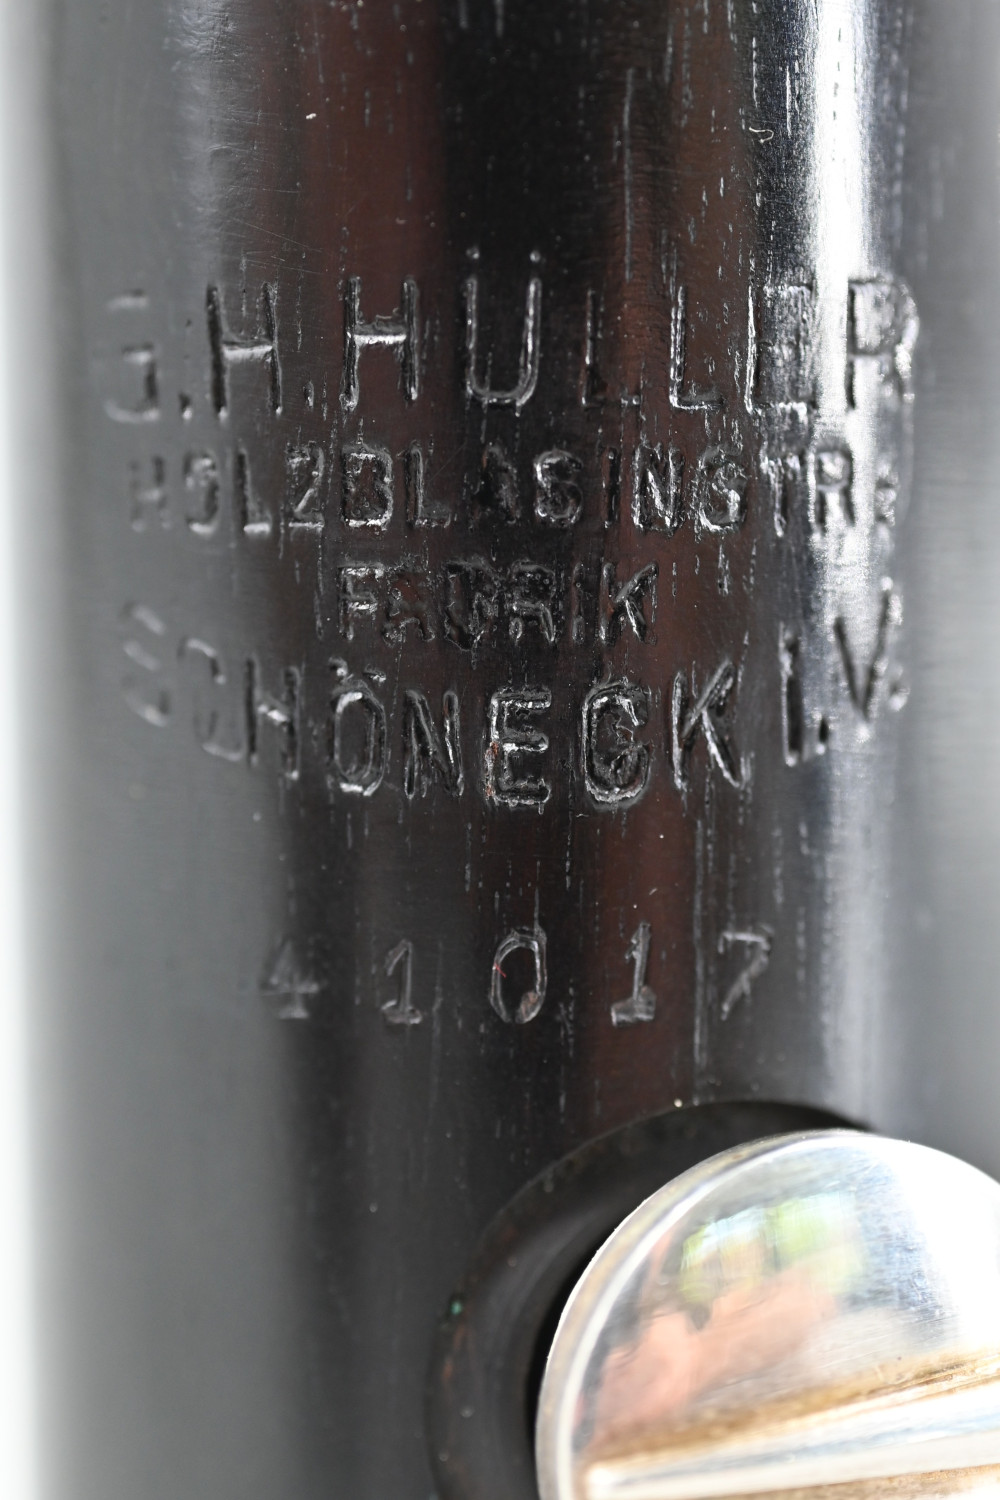 G.H.HÜLLER
HOLZBLASINSTR.
FABRIK
SCHÖNECK I.V.
41017